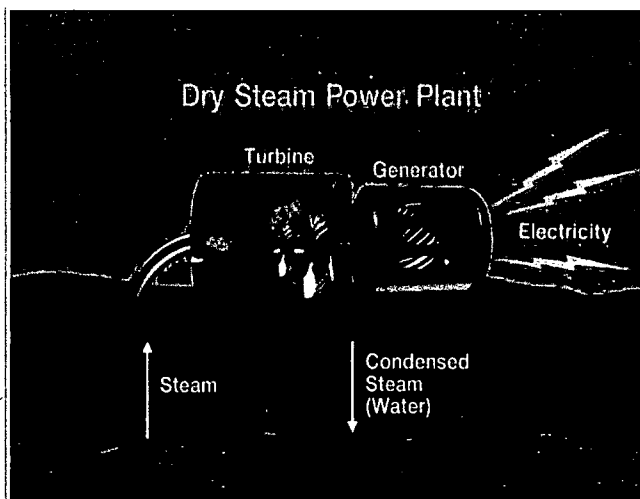 Dry Steam Power Plant
Turbine
Generator
Electricity
Steam
Condensed
Steam
(Water)